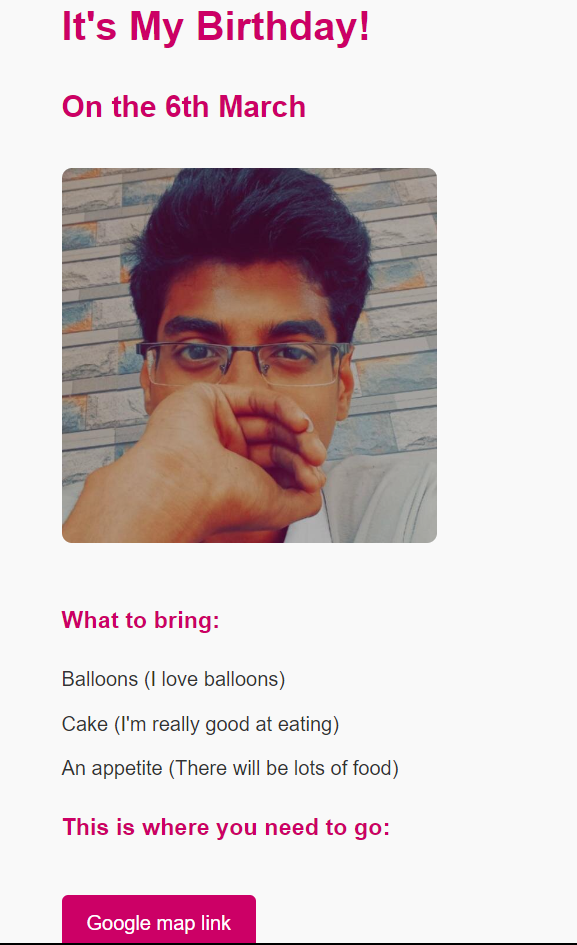 It's My Birthday!
On the 6th March
What to bring:
Balloons (I love balloons)
Cake (I'm really good at eating)
An appetite (There will be lots of food)
This is where you need to go:
Google map link